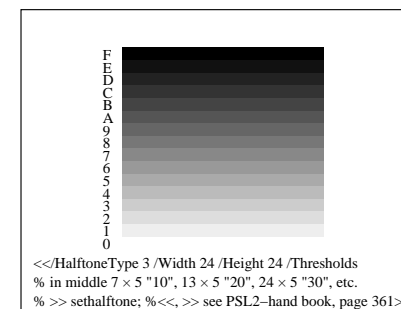 F
E
D
C
B
A
9
8
7
6
5
4
3
2
1
0
<</HalftoneType 3 /Width 24 /Height 24 /Thresholds
% in middle 7 × 5 "10", 13 × 5 "20", 24 × 5 "30", etc.
% >> sethalftone; %<<, >> see PSL2−hand book, page 361>